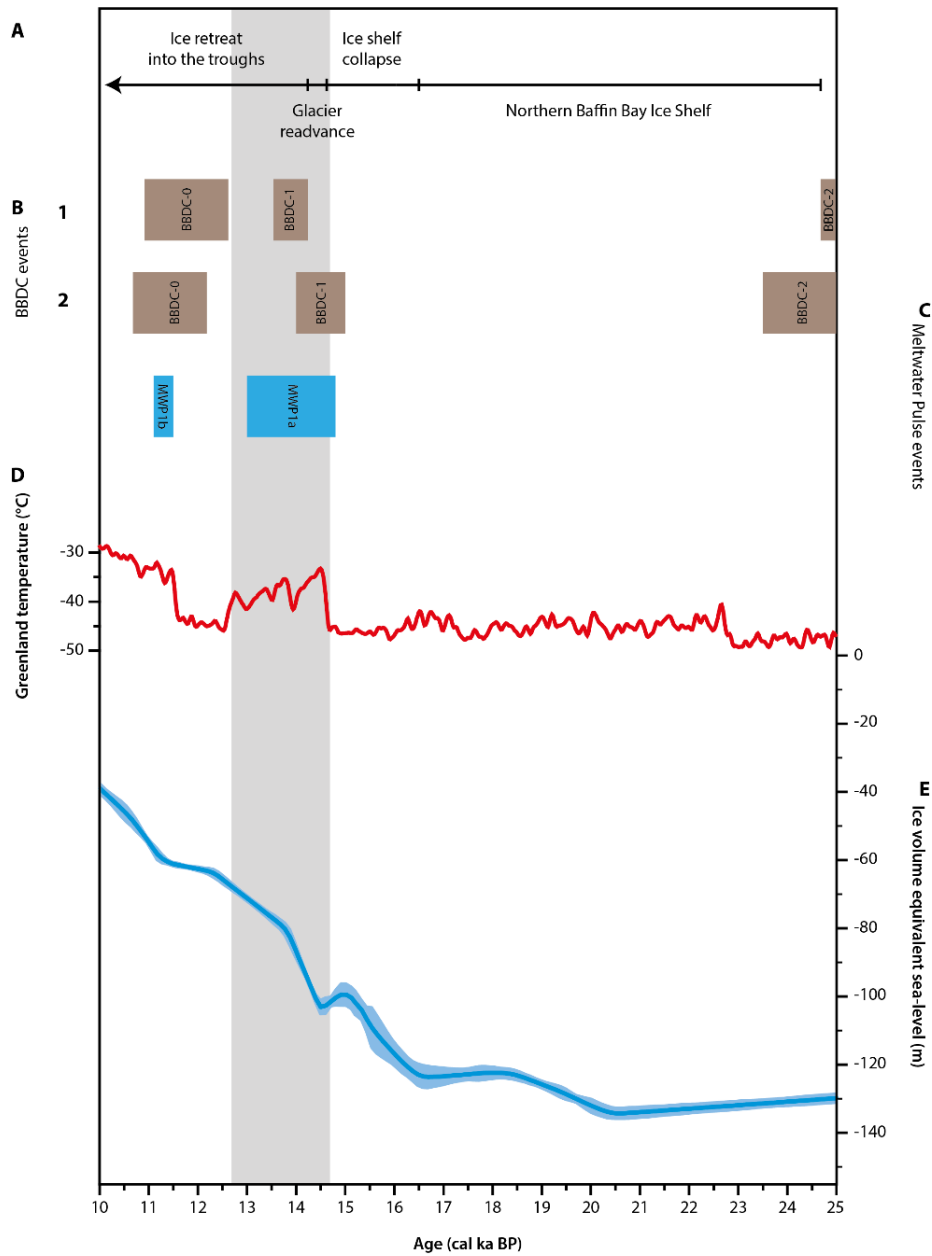 A
Ice retreat
into the troughs
Ice shelf
collapse
Glacier
readvance
Northern Baffin Bay Ice Shelf
B
BBDC events
1
BBDC-0
BBDC-1
BBDC-2
2
BBDC-0
BBDC-1
BBDC-2
C
Meltwater Pulse events
MWP1b
MWP1a
D
Greenland temperature (°C)
-30
-40
-50
E
Ice volume equivalent sea-level (m)
0
-20
-40
-60
-80
-100
-120
-140
10 11 12 13 14 15 16 17 18 19 20 21 22 23 24 25
Age (cal ka BP)